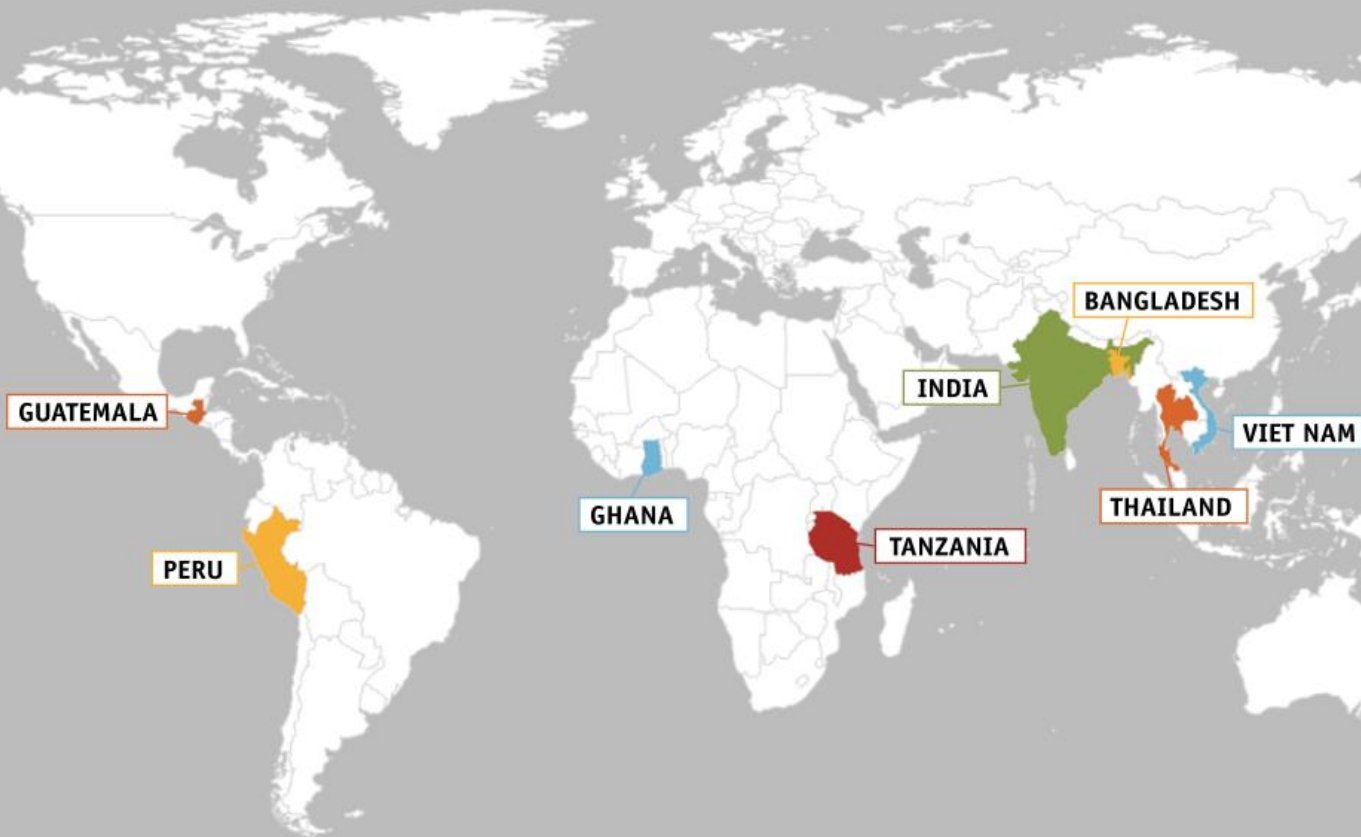 BANGLADESH
INDIA
GUATEMALA
VIET NAM
THAILAND
GHANA
TANZANIA
PERU